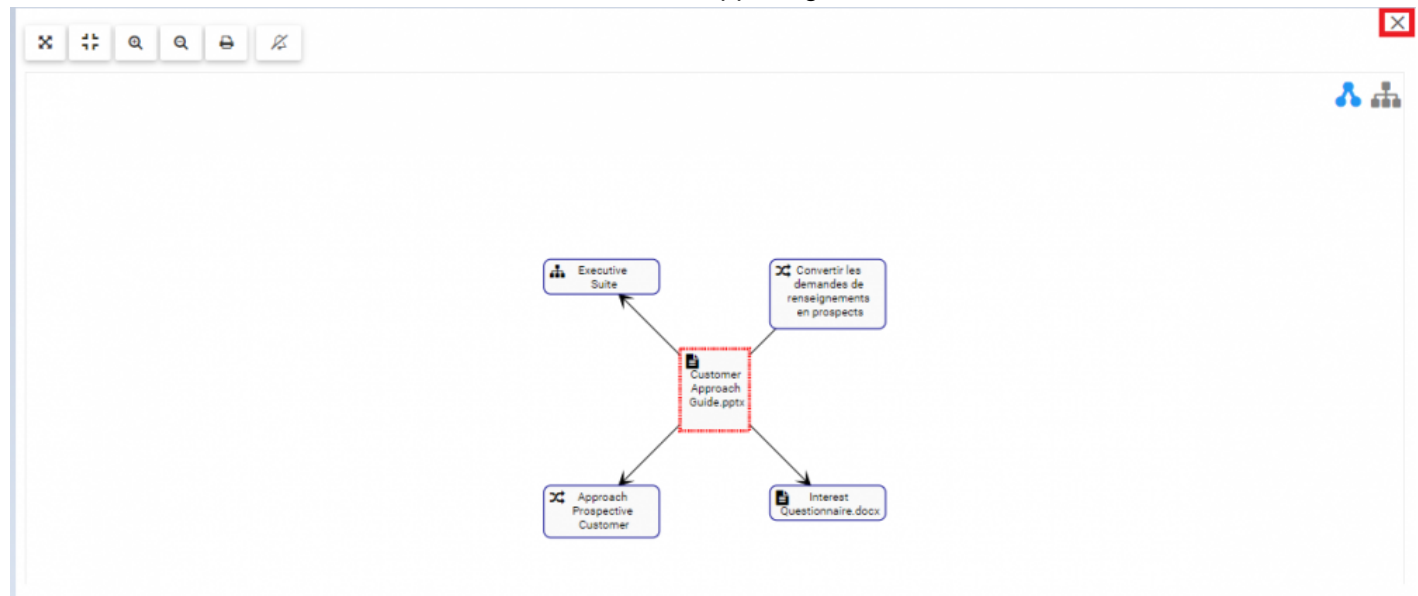 Executive
Suite
Convertir les
demandes de
renseignements
en prospects
Customer
Approach
Guide.pptx
Approach
Prospective
Customer
Interest
Questionnaire.docx